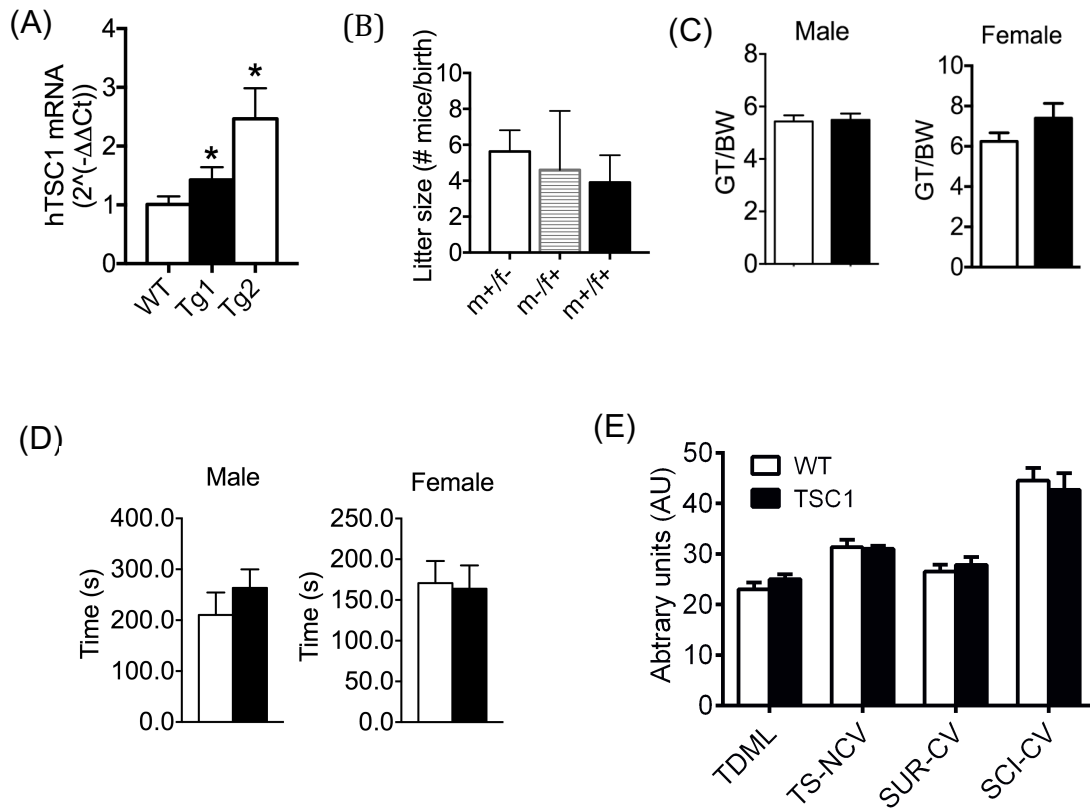 (A)
hTSC1 mRNA
(2^(-ΔΔCt))
4
3
2
1
0
*
*
WT
Tg1
Tg2
(B)
Litter size (# mice/birth)
10
8
6
4
2
0
m+/f-
m-/f+
m+/f+
(C)
Male
GT/BW
8
6
4
2
0
Female
GT/BW
10
8
6
4
2
0
(D)
Male
Time (s)
400.0
300.0
200.0
100.0
0.0
Female
Time (s)
250.0
200.0
150.0
100.0
50.0
0.0
(E)
Abtrary units (AU)
50
40
30
20
10
0
WT
TSC1
TDML
TS-NCV
SUR-CV
SCI-CV